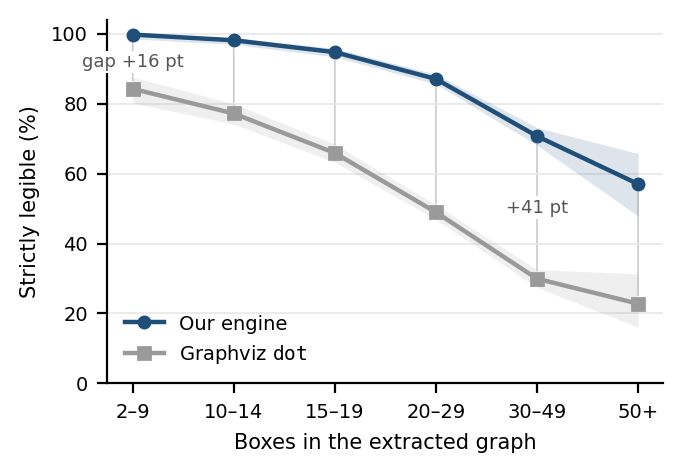 100
80
60
40
20
0
Strictly legible (%)
gap +16 pt
+41 pt
Our engine
Graphviz dot
2–9 10–14 15–19 20–29 30–49 50+
Boxes in the extracted graph